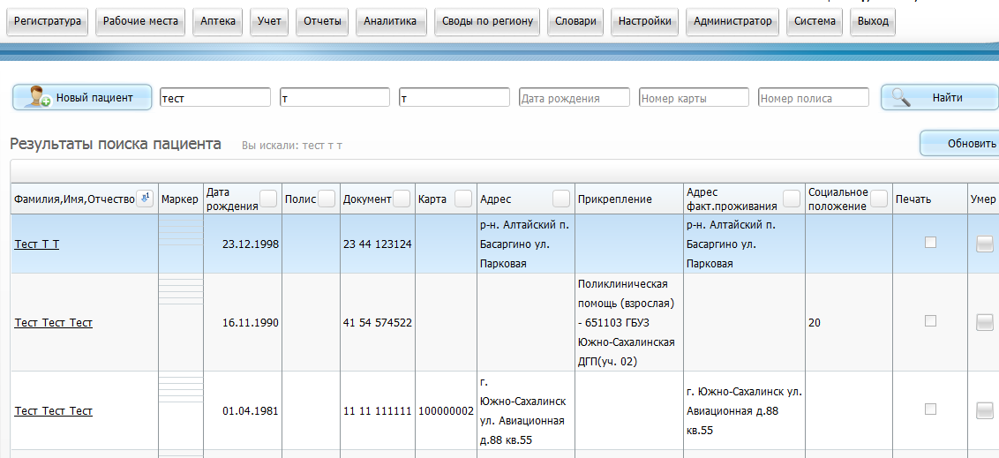 Регистратура Рабочие места Аптека Учет Отчеты Аналитика Своды по региону Словари Настройки Администратор Система Выход
Новый пациент тест т т Дата рождения Номер карты Номер полиса Найти
Результаты поиска пациента Вы искали: тест т т Обновить
Фамилия,Имя,Отчество Маркер Дата рождения Полис Документ Карта Адрес Прикрепление Адрес факт.проживания Социальное положение Печать Умер
Тест Т Т 23.12.1998 23 44 123124
р-н. Алтайский п.
Басаргино ул.
Парковая
р-н. Алтайский п.
Басаргино ул.
Парковая
Тест Тест Тест 16.11.1990 41 54 574522
Поликлиническая
помощь (взрослая)
- 651103 ГБУЗ
Южно-Сахалинская
ДГП(уч. 02)
20
Тест Тест Тест 01.04.1981 11 11 111111 100000002
г.
Южно-Сахалинск
ул. Авиационная
д.88 кв.55
г. Южно-Сахалинск ул.
Авиационная д.88
кв.55